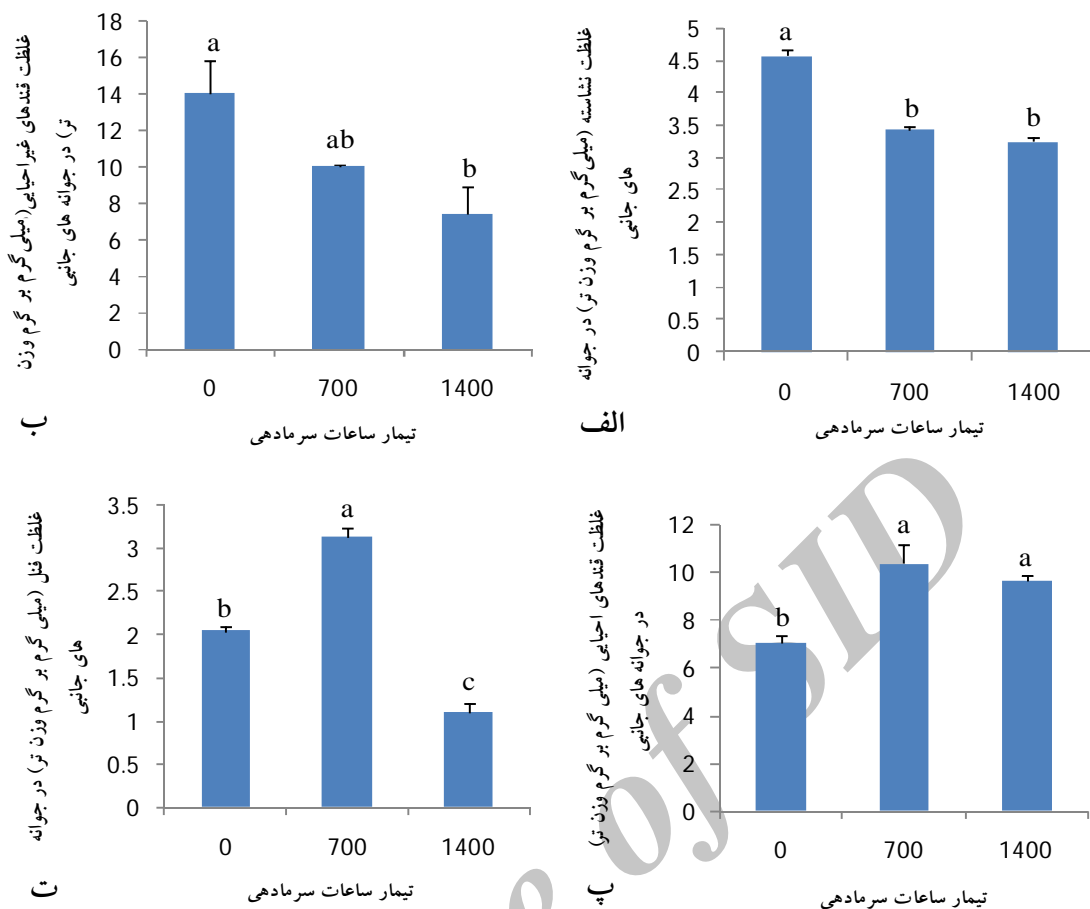 غلظت نشاسته (میلی گرم بر گرم وزن تر) در جوانه
های جانبی
5
4.5
4
3.5
3
2.5
2
1.5
1
0.5
0
a
b
b
0 700 1400
تیمار ساعات سرمادهی
الف
غلظت قندهای غیراحیایی(میلی گرم بر گرم وزن
تر) در جوانه های جانبی
18
16
14
12
10
8
6
4
2
0
a
ab
b
0 700 1400
تیمار ساعات سرمادهی
ب
غلظت قندهای احیایی (میلی گرم بر گرم وزن تر)
در جوانه های جانبی
12
10
8
6
4
2
0
b
a
a
0 700 1400
تیمار ساعات سرمادهی
پ
غلظت فنل (میلی گرم بر گرم وزن تر) در جوانه
های جانبی
3.5
3
2.5
2
1.5
1
0.5
0
b
a
c
0 700 1400
تیمار ساعات سرمادهی
ت
of SID